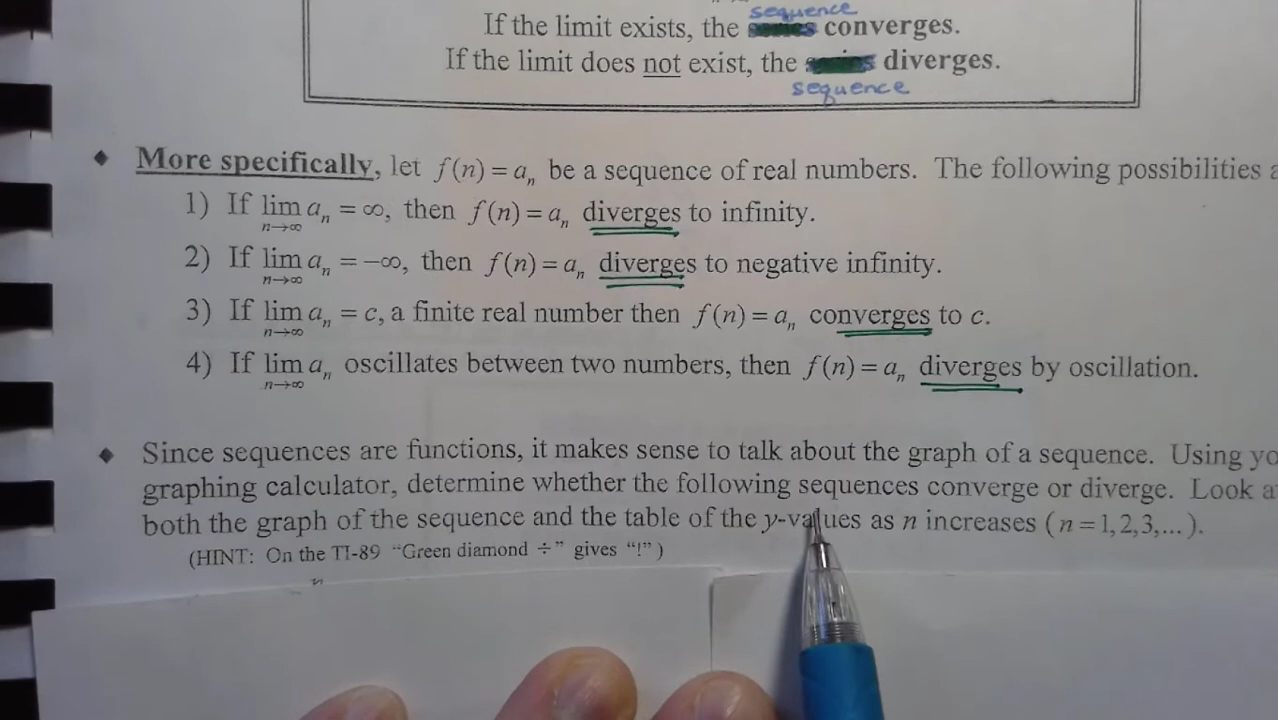 sequence
If the limit exists, the converges.
If the limit does not exist, the diverges.
sequence
◆ More specifically, let f(n) = aₙ be a sequence of real numbers. The following possibilities a
1) If lim aₙ = ∞, then f(n) = aₙ diverges to infinity.
n→∞
2) If lim aₙ = −∞, then f(n) = aₙ diverges to negative infinity.
n→∞
3) If lim aₙ = c, a finite real number then f(n) = aₙ converges to c.
n→∞
4) If lim aₙ oscillates between two numbers, then f(n) = aₙ diverges by oscillation.
n→∞
◆ Since sequences are functions, it makes sense to talk about the graph of a sequence. Using yo
graphing calculator, determine whether the following sequences converge or diverge. Look a
both the graph of the sequence and the table of the y-values as n increases (n = 1, 2, 3,... ).
(HINT: On the TI-89 “Green diamond ÷” gives “!” )